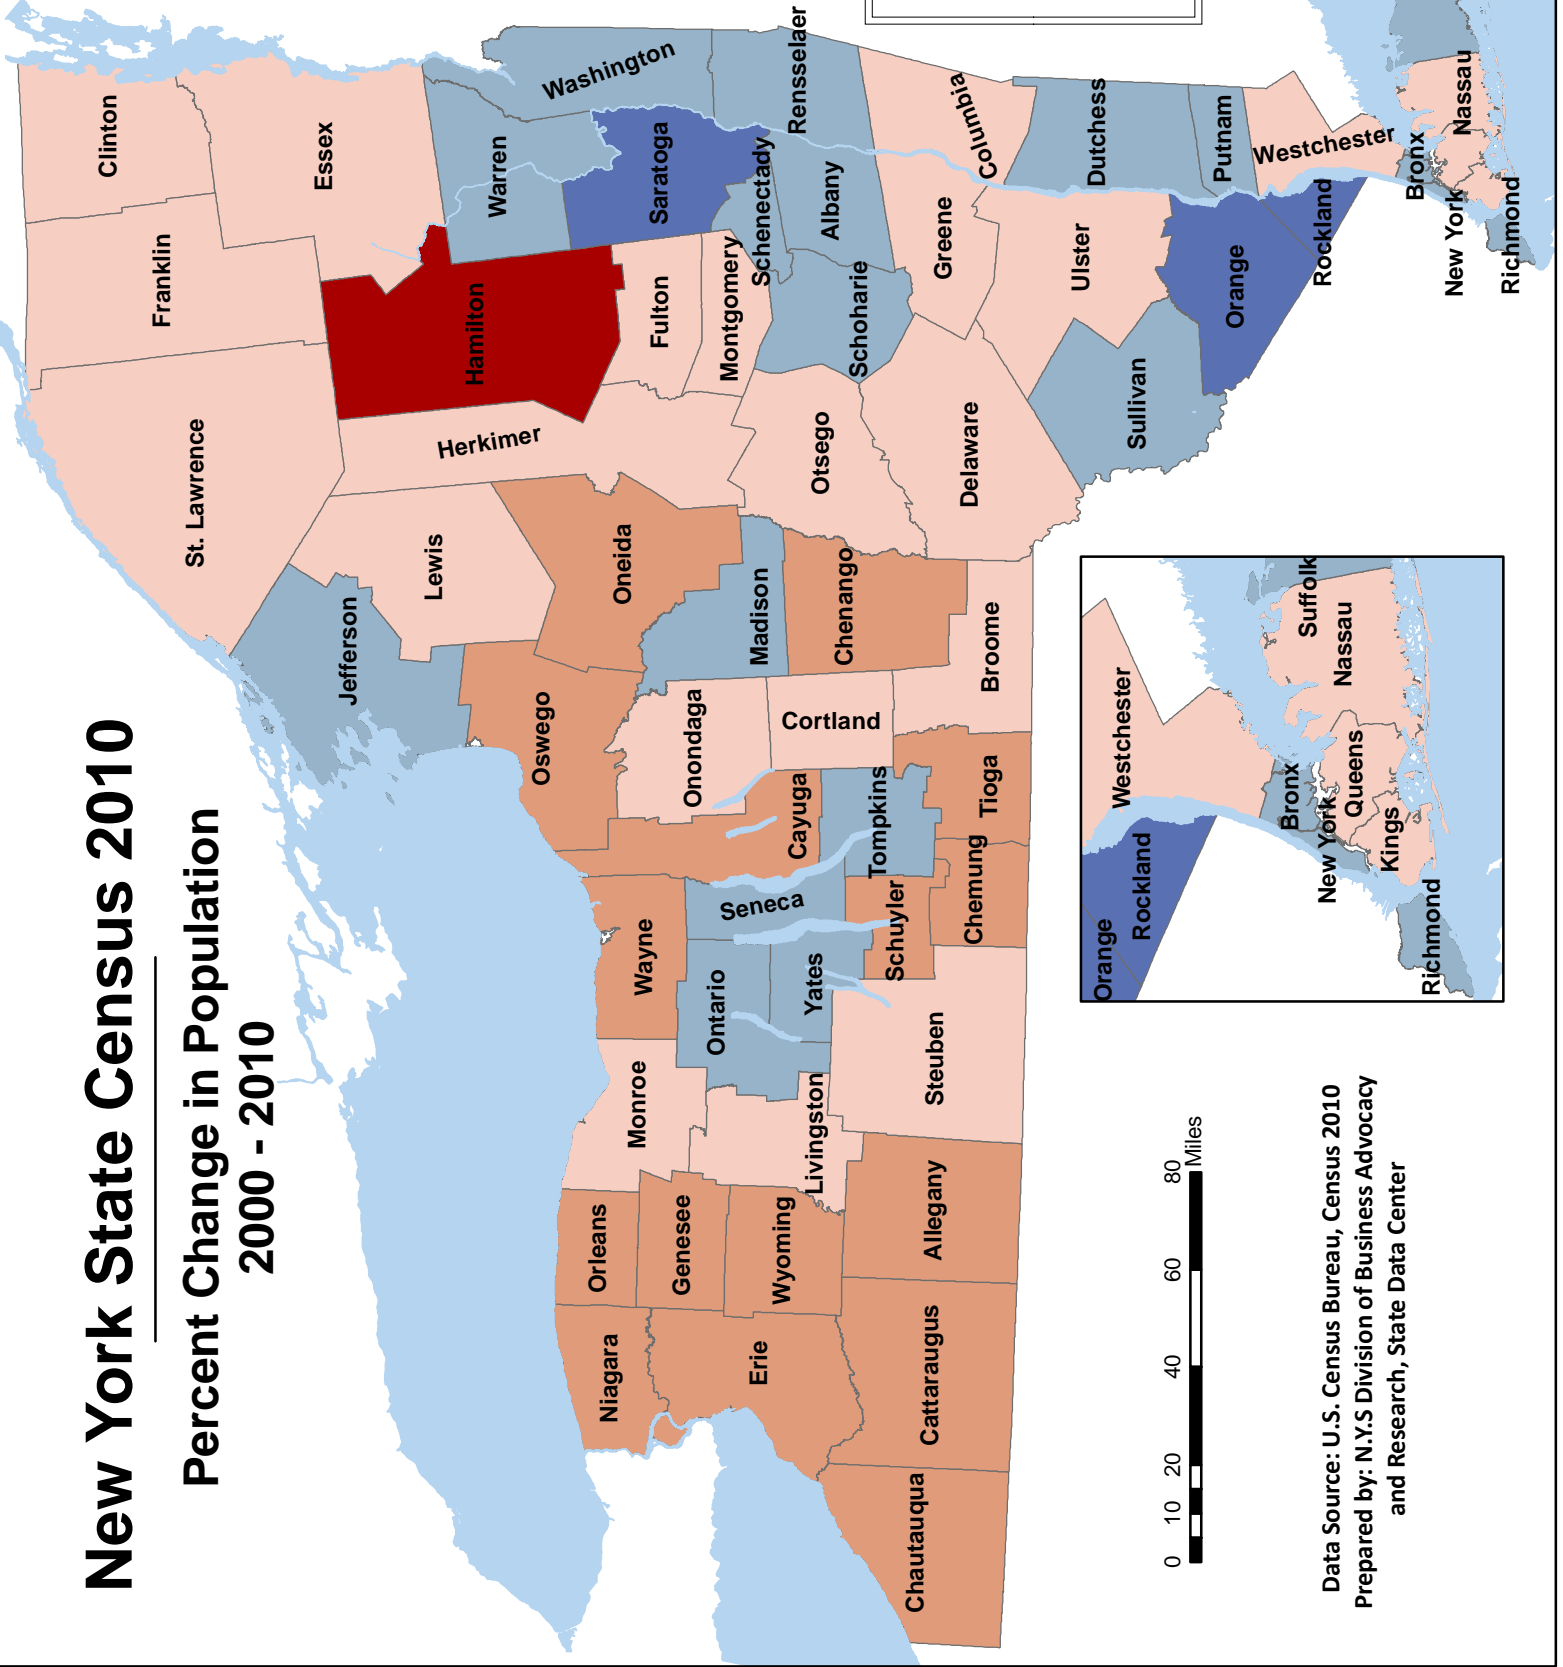 New York State Census 2010
Percent Change in Population
2000 - 2010
Clinton
Franklin
Essex
St. Lawrence
Hamilton
Warren
Washington
Herkimer
Lewis
Jefferson
Saratoga
Fulton
Montgomery
Schenectady
Rensselaer
Albany
Schoharie
Otsego
Oneida
Oswego
Madison
Onondaga
Cayuga
Wayne
Seneca
Ontario
Yates
Monroe
Orleans
Genesee
Wyoming
Livingston
Niagara
Erie
Chautauqua
Cattaraugus
Allegany
Steuben
Schuyler
Chemung
Tompkins
Tioga
Cortland
Chenango
Broome
Delaware
Greene
Columbia
Ulster
Dutchess
Sullivan
Orange
Putnam
Rockland
Westchester
Bronx
New York
Nassau
Richmond
Westchester
Orange
Rockland
Bronx
New York
Queens
Kings
Richmond
Nassau
Suffolk
0 10 20 40 60 80
Miles
Data Source: U.S. Census Bureau, Census 2010
Prepared by: N.Y.S Division of Business Advocacy
and Research, State Data Center